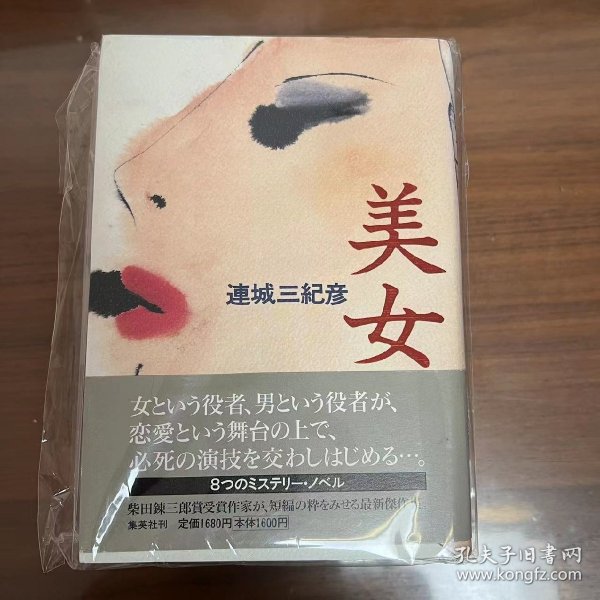 美女
連城三紀彦
女という役者、男という役者が、
恋愛という舞台の上で、
必死の演技を交わしはじめる…。
8つのミステリー・ノベル
柴田錬三郎賞受賞作家が、短編の粋をみせる最新傑作
集英社刊 定価1680円 本体1600円
孔夫子旧书网
www.kongfz.com